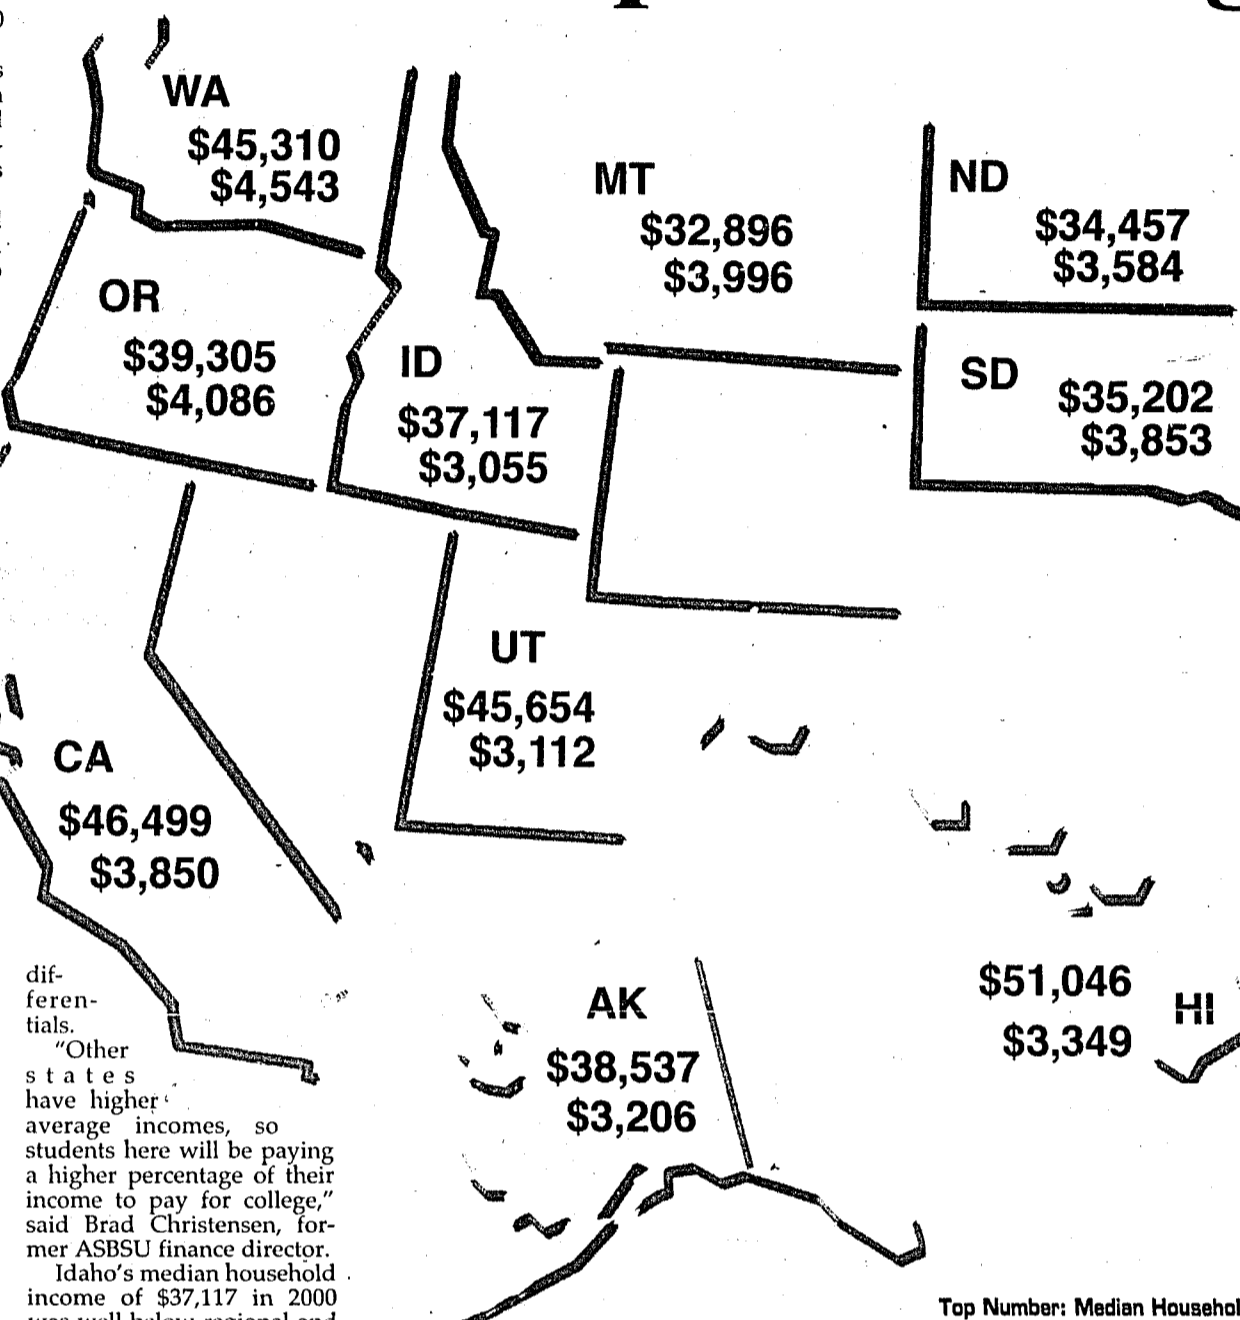 WA
$45,310
$4,543
MT
$32,896
$3,996
ND
$34,457
$3,584
OR
$39,305
$4,086
ID
$37,117
$3,055
SD
$35,202
$3,853
UT
$45,654
$3,112
CA
$46,499
$3,850
AK
$38,537
$3,206
$51,046
HI
$3,349
dif-
feren-
tials.
"Other
states
have higher
average incomes, so
students here will be paying
a higher percentage of their
income to pay for college,"
said Brad Christensen, for-
mer ASBSU finance director.
Idaho's median household
income of $37,117 in 2000
Top Number: Median